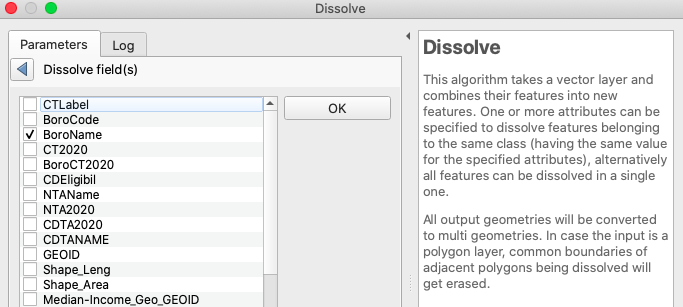 Dissolve
Parameters
Log
Dissolve field(s)
CTLabel
BoroCode
BoroName
CT2020
BoroCT2020
CDEligibil
NTAName
NTA2020
CDTA2020
CDTANAME
GEOID
Shape_Leng
Shape_Area
Median-Income_Geo_GEOID
OK
Dissolve
This algorithm takes a vector layer and
combines their features into new
features. One or more attributes can be
specified to dissolve features belonging
to the same class (having the same value
for the specified attributes), alternatively
all features can be dissolved in a single
one.
All output geometries will be converted
to multi geometries. In case the input is a
polygon layer, common boundaries of
adjacent polygons being dissolved will
get erased.